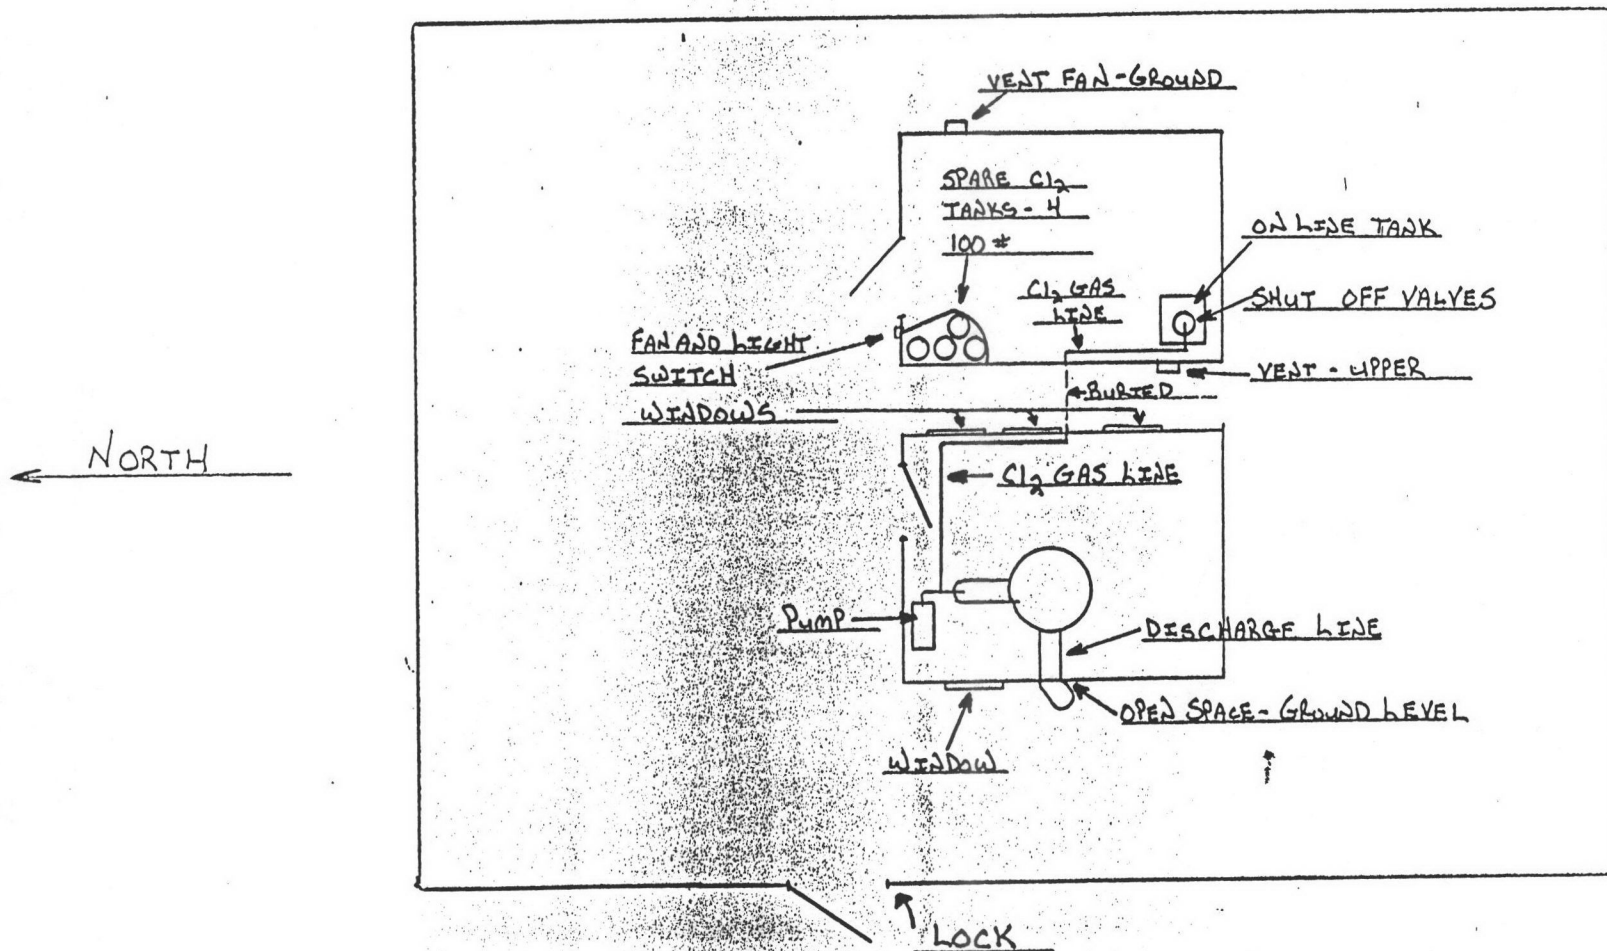 VENT FAN-GROUND
SPARE Cl2
TANKS - 4
100 #
ON LINE TANK
Cl2 GAS
LINE
SHUT OFF VALVES
FAN AND LIGHT
SWITCH
VENT - UPPER
BURIED
WINDOWS
NORTH
Cl2 GAS LINE
PUMP
DISCHARGE LINE
OPEN SPACE - GROUND LEVEL
WINDOW
LOCK